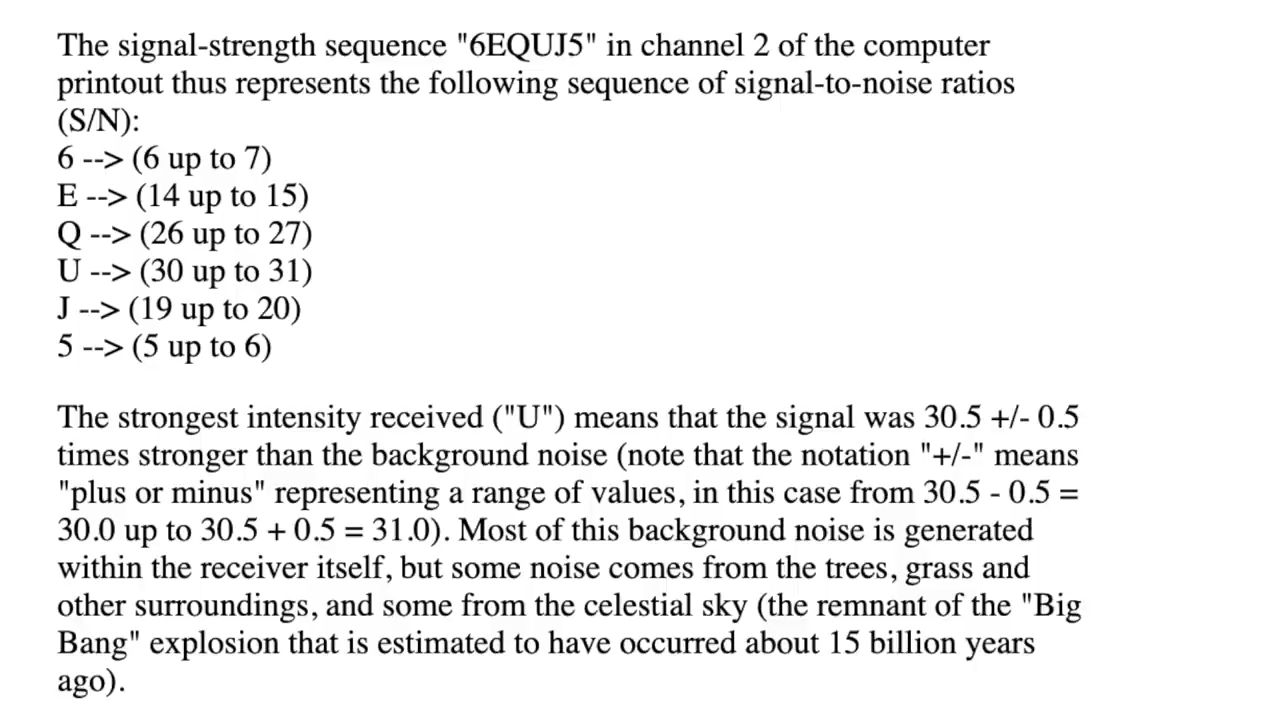 The signal-strength sequence "6EQUJ5" in channel 2 of the computer
printout thus represents the following sequence of signal-to-noise ratios
(S/N):
6 --> (6 up to 7)
E --> (14 up to 15)
Q --> (26 up to 27)
U --> (30 up to 31)
J --> (19 up to 20)
5 --> (5 up to 6)
The strongest intensity received ("U") means that the signal was 30.5 +/- 0.5
times stronger than the background noise (note that the notation "+/-" means
"plus or minus" representing a range of values, in this case from 30.5 - 0.5 =
30.0 up to 30.5 + 0.5 = 31.0). Most of this background noise is generated
within the receiver itself, but some noise comes from the trees, grass and
other surroundings, and some from the celestial sky (the remnant of the "Big
Bang" explosion that is estimated to have occurred about 15 billion years
ago).